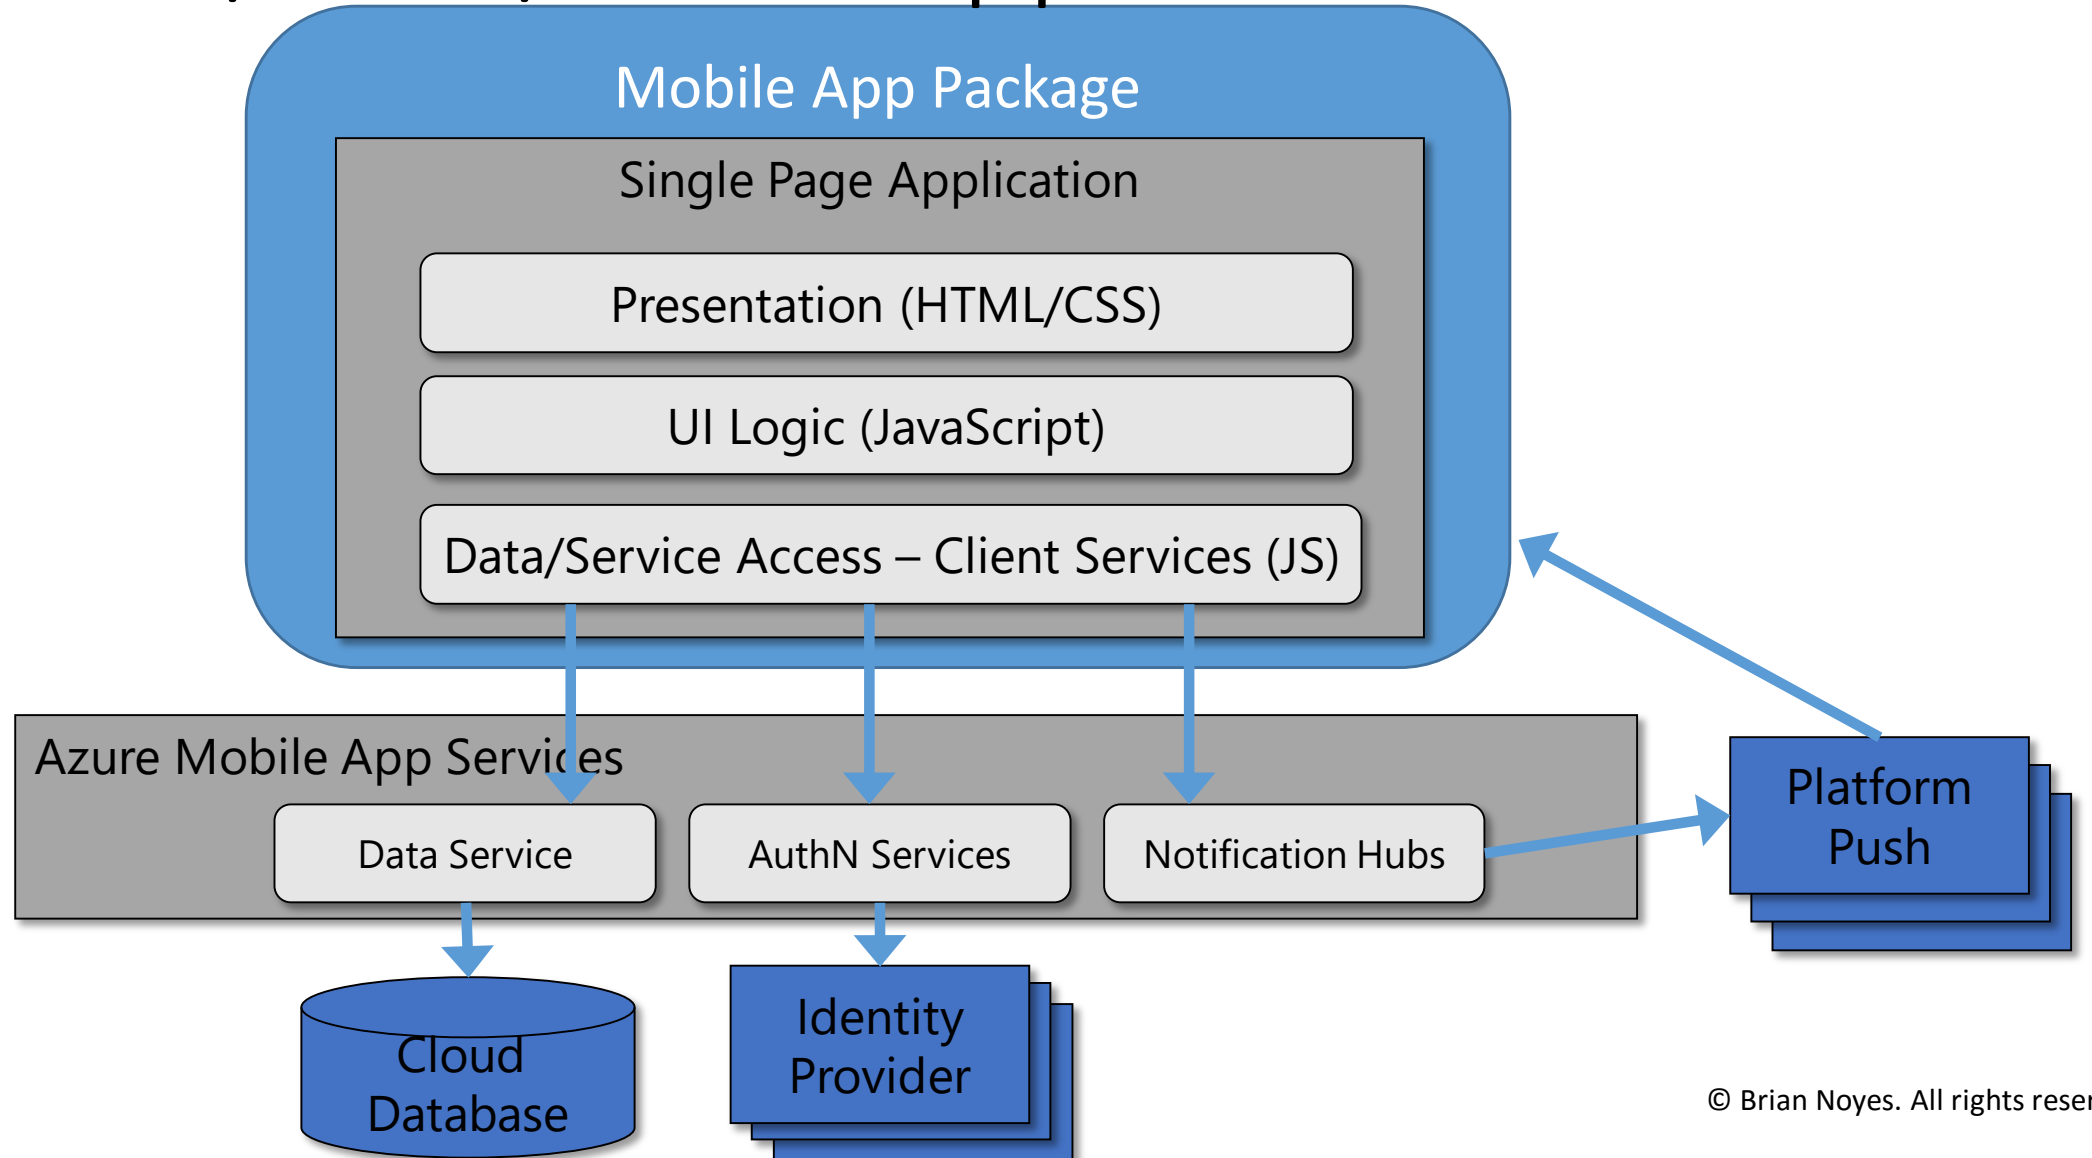 Mobile App Package
Single Page Application
Presentation (HTML/CSS)
UI Logic (JavaScript)
Data/Service Access – Client Services (JS)
Azure Mobile App Services
Data Service
AuthN Services
Notification Hubs
Platform
Push
Cloud
Database
Identity
Provider
© Brian Noyes. All rights